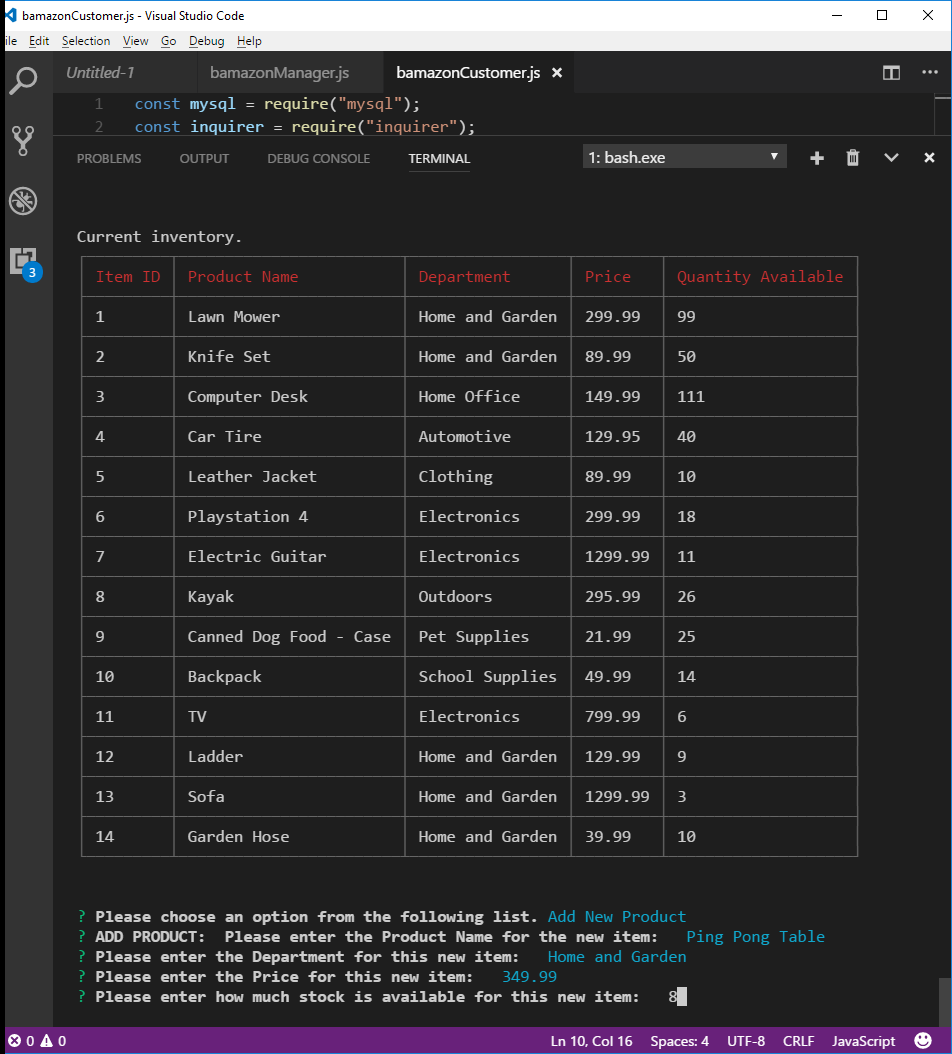 bamazonCustomer.js - Visual Studio Code
ile Edit Selection View Go Debug Help
Untitled-1 bamazonManager.js bamazonCustomer.js ×
1 const mysql = require("mysql");
2 const inquirer = require("inquirer");
PROBLEMS OUTPUT DEBUG CONSOLE TERMINAL 1: bash.exe
3
Current inventory.
Item ID Product Name Department Price Quantity Available
1 Lawn Mower Home and Garden 299.99 99
2 Knife Set Home and Garden 89.99 50
3 Computer Desk Home Office 149.99 111
4 Car Tire Automotive 129.95 40
5 Leather Jacket Clothing 89.99 10
6 Playstation 4 Electronics 299.99 18
7 Electric Guitar Electronics 1299.99 11
8 Kayak Outdoors 295.99 26
9 Canned Dog Food - Case Pet Supplies 21.99 25
10 Backpack School Supplies 49.99 14
11 TV Electronics 799.99 6
12 Ladder Home and Garden 129.99 9
13 Sofa Home and Garden 1299.99 3
14 Garden Hose Home and Garden 39.99 10
? Please choose an option from the following list. Add New Product
? ADD PRODUCT:  Please enter the Product Name for the new item:   Ping Pong Table
? Please enter the Department for this new item:   Home and Garden
? Please enter the Price for this new item:   349.99
? Please enter how much stock is available for this new item:   8
0 0 Ln 10, Col 16 Spaces: 4 UTF-8 CRLF JavaScript